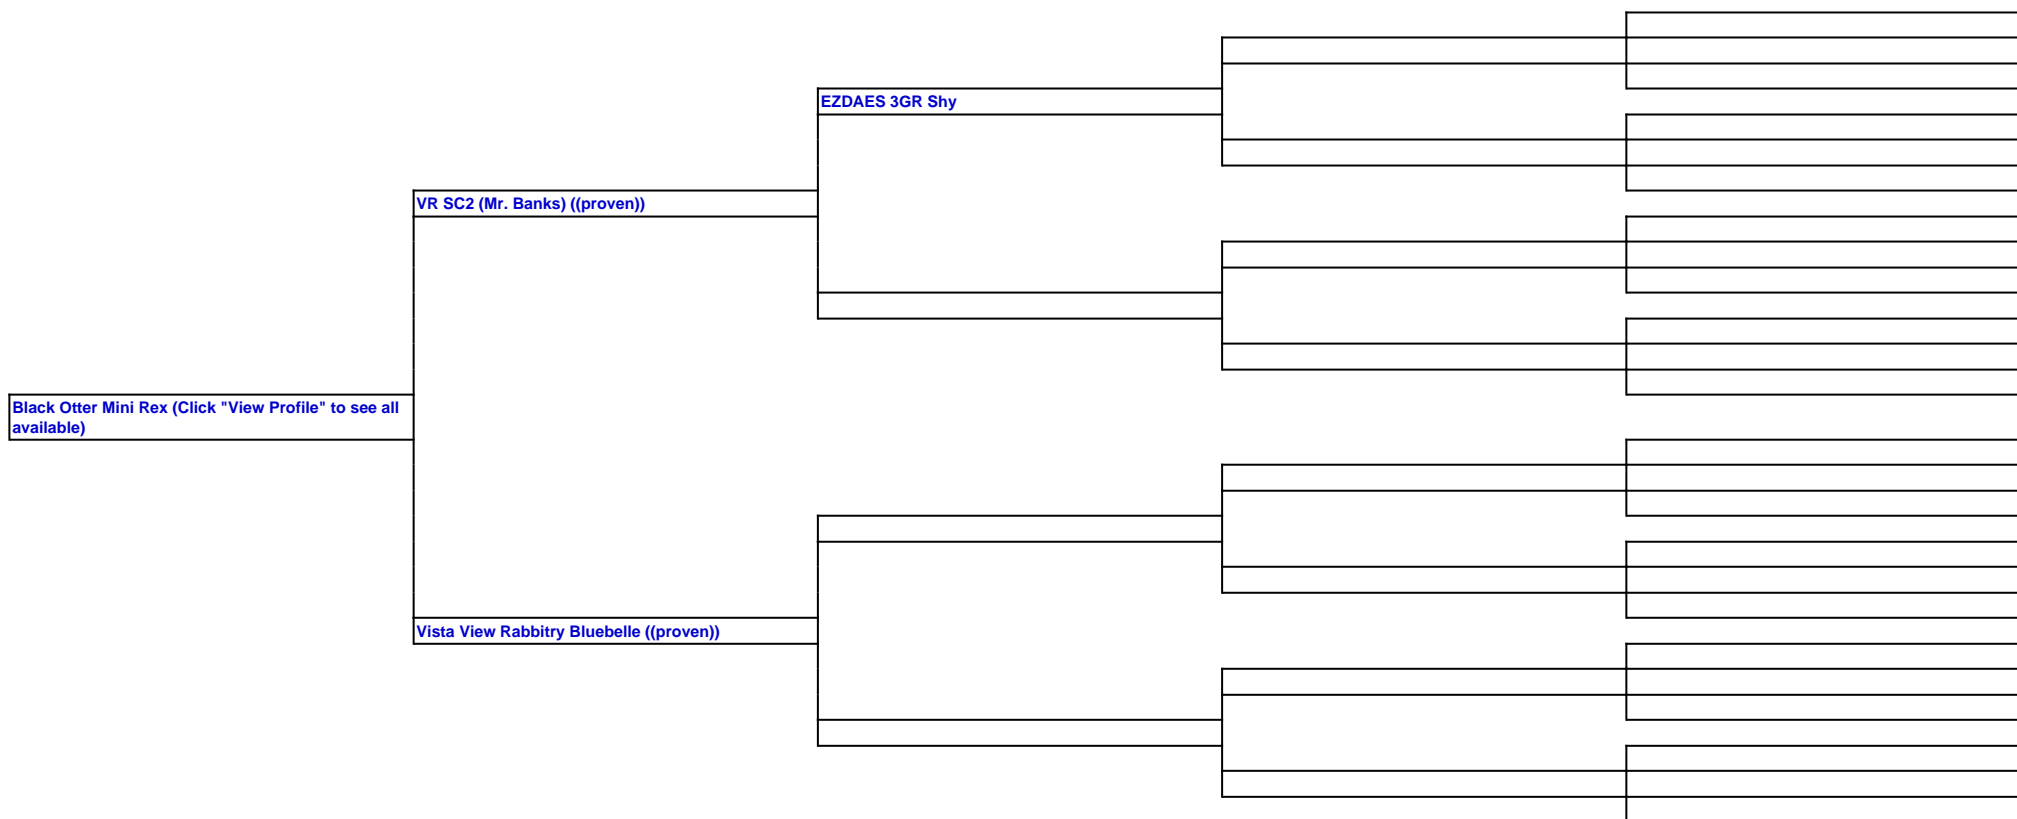 EZDAES 3GR Shy
VR SC2 (Mr. Banks) ((proven))
Black Otter Mini Rex (Click "View Profile" to see all
available)
Vista View Rabbitry Bluebelle ((proven))